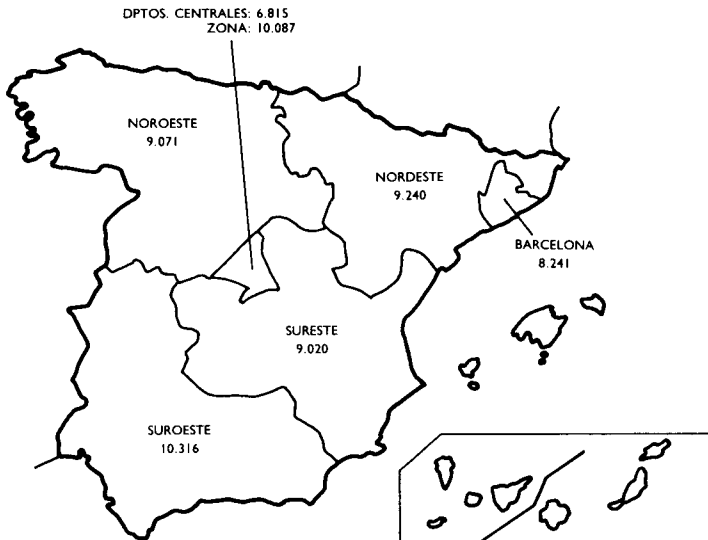 DPTOS. CENTRALES: 6.815
ZONA: 10.087
NOROESTE
9.071
NORDESTE
9.240
BARCELONA
8.241
SURESTE
9.020
SUROESTE
10.316